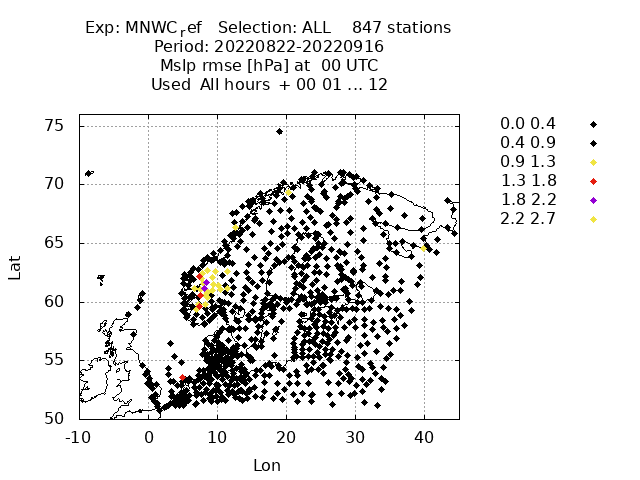 Exp: MNWCref Selection: ALL 847 stations
Period: 20220822-20220916
Mslp rmse [hPa] at 00 UTC
Used All hours + 00 01 ... 12
0.0 0.4
0.4 0.9
0.9 1.3
1.3 1.8
1.8 2.2
2.2 2.7
75
70
65
60
55
50
Lat
-10 0 10 20 30 40
Lon